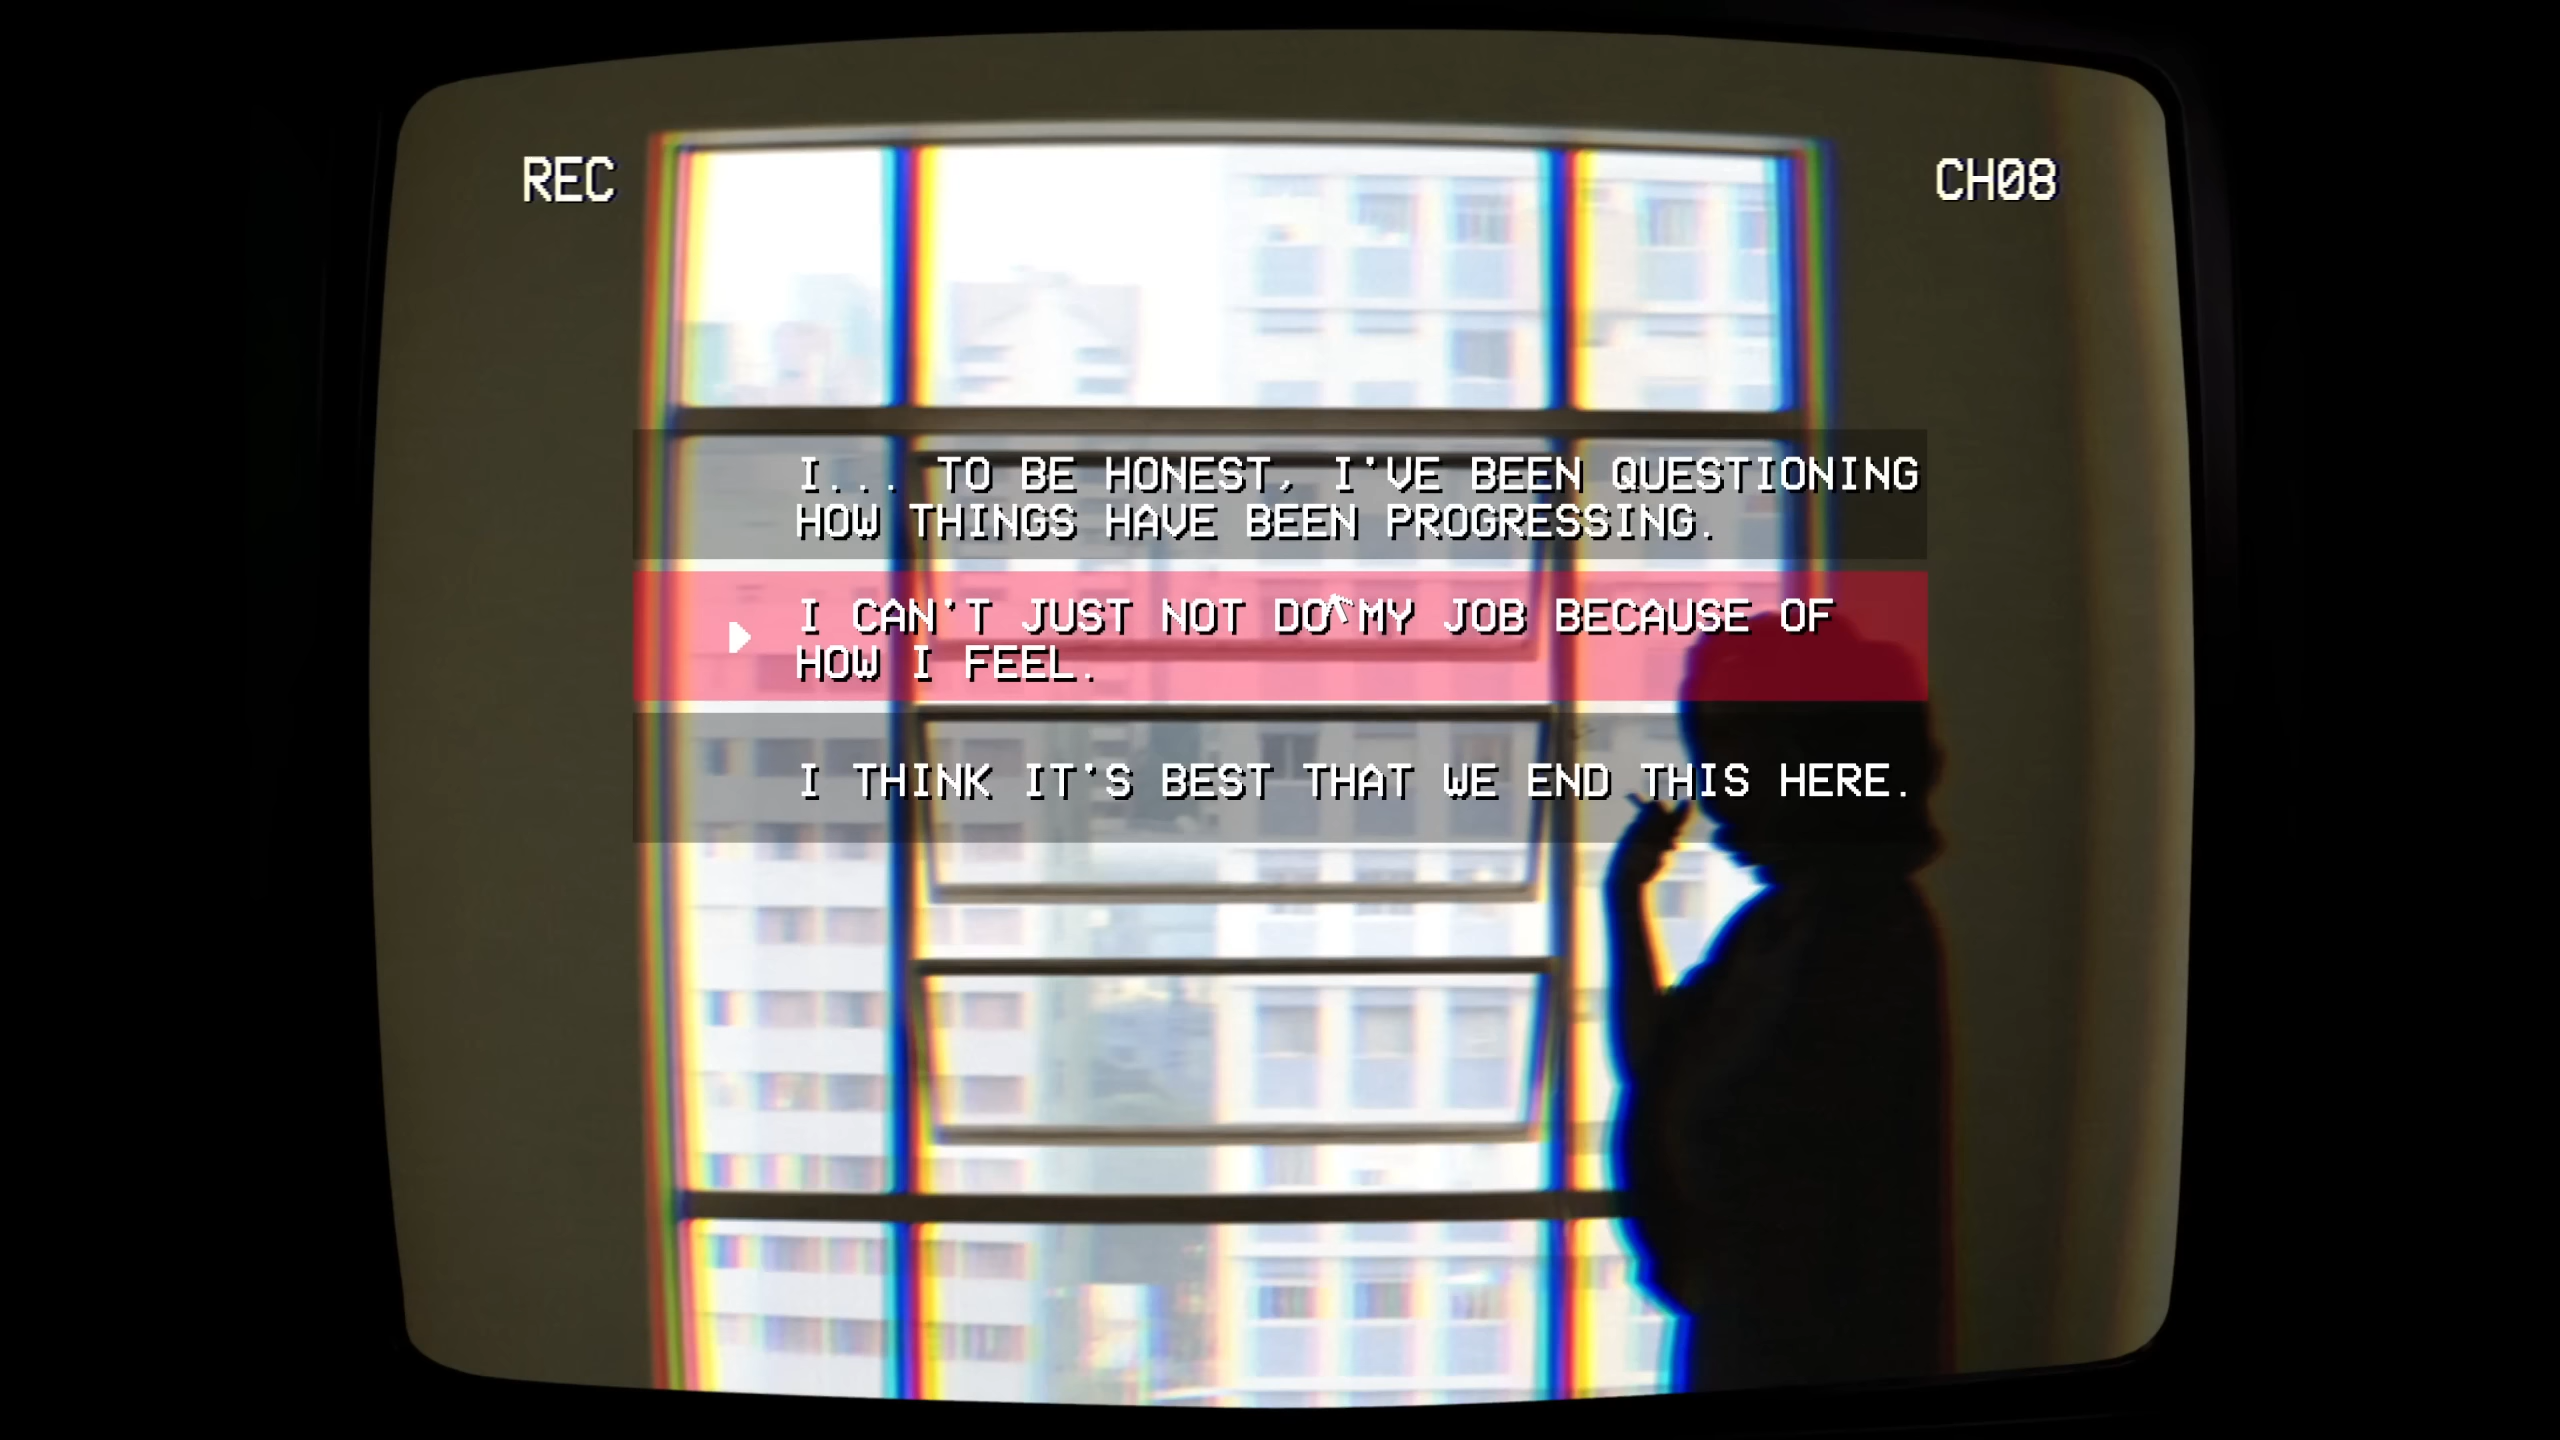 REC
CH08
I... TO BE HONEST, I'VE BEEN QUESTIONING
HOW THINGS HAVE BEEN PROGRESSING.
I CAN'T JUST NOT DO MY JOB BECAUSE OF
HOW I FEEL.
I THINK IT'S BEST THAT WE END THIS HERE.